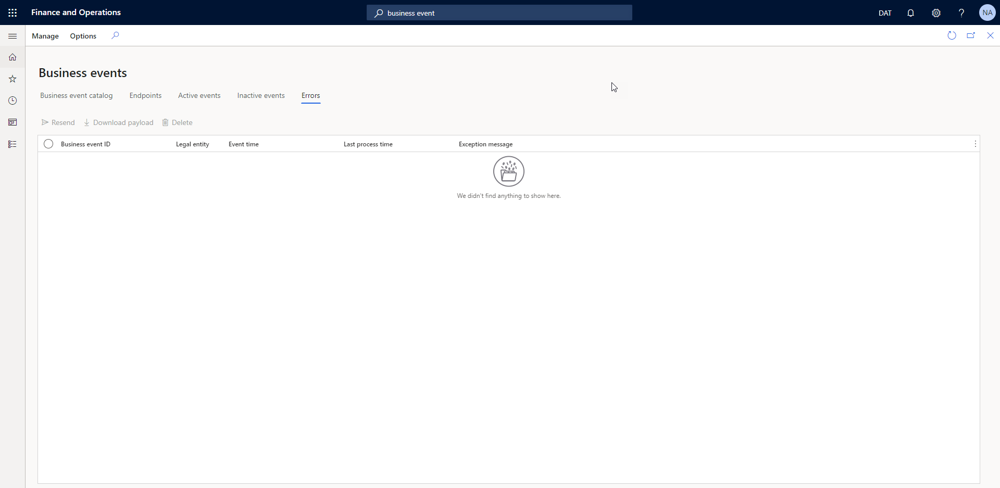 Finance and Operations
business event
DAT
?
NA
Manage Options
Business events
Business event catalog Endpoints Active events Inactive events Errors
Resend Download payload Delete
Business event ID Legal entity Event time Last process time Exception message
We didn't find anything to show here.